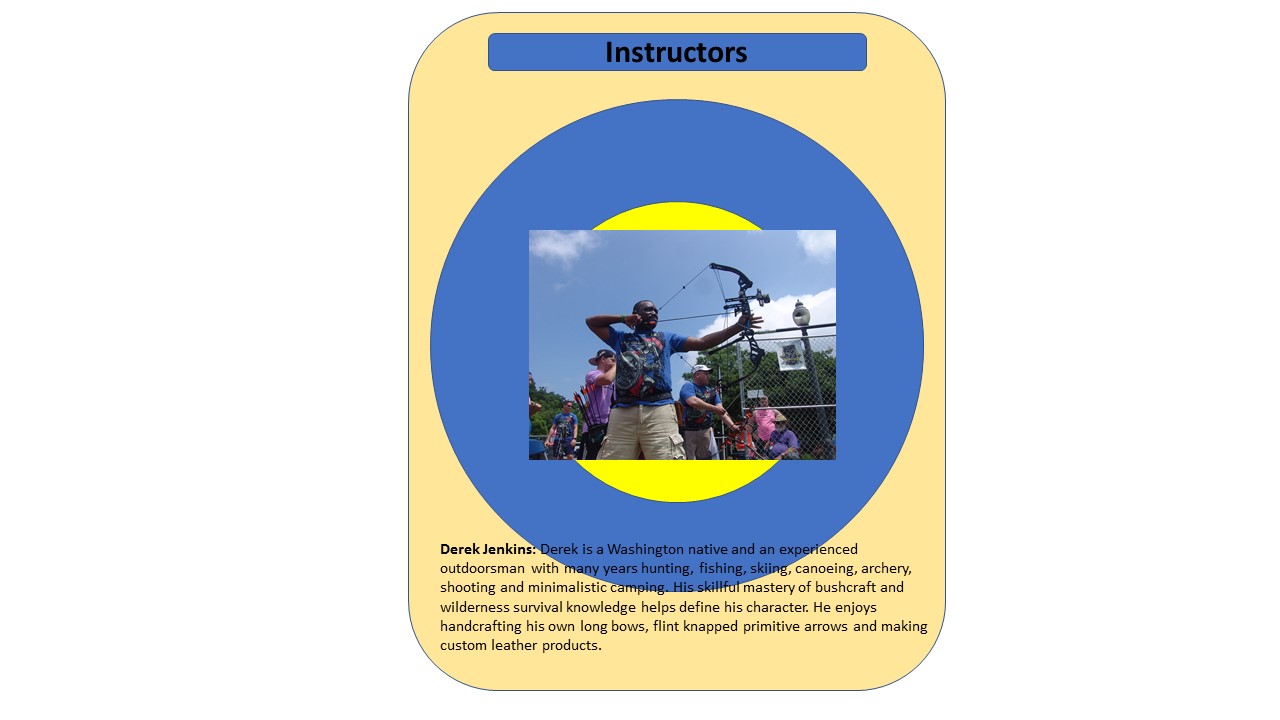 Instructors
Derek Jenkins: Derek is a Washington native and an experienced
outdoorsman with many years hunting, fishing, skiing, canoeing, archery,
shooting and minimalistic camping. His skillful mastery of bushcraft and
wilderness survival knowledge helps define his character. He enjoys
handcrafting his own long bows, flint knapped primitive arrows and making
custom leather products.